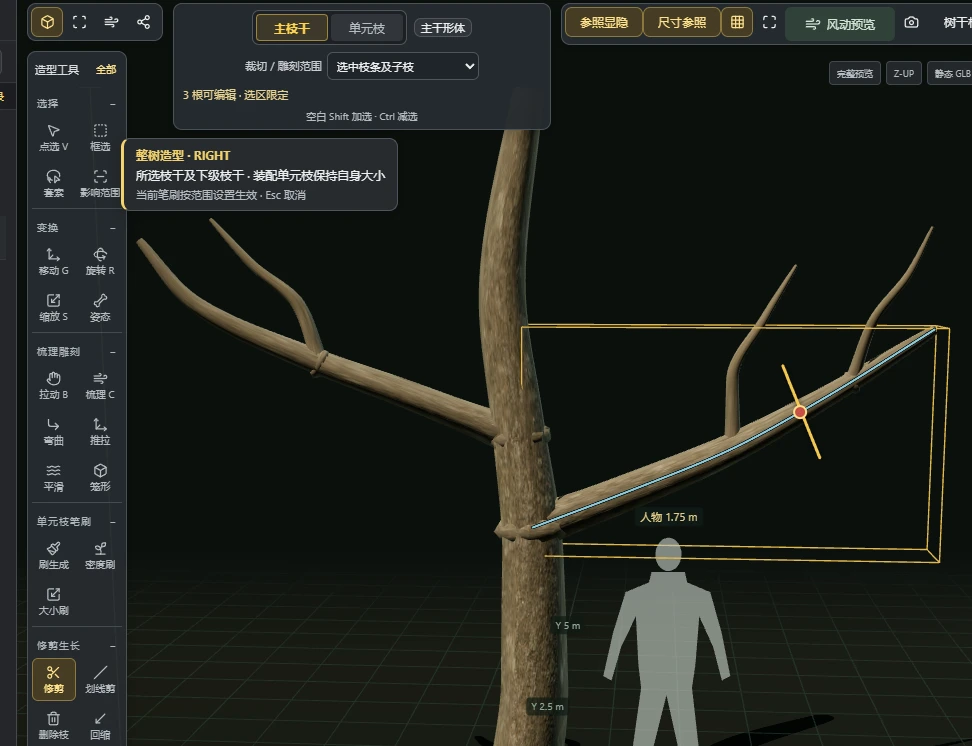 主枝干
单元枝
主干形体
裁切 / 雕刻范围
选中枝条及子枝
3 根可编辑 · 选区限定
空白 Shift 加选 · Ctrl 减选
参照显隐
尺寸参照
风动预览
完整预览
Z-UP
静态 GLB
造型工具
全部
选择
点选 V
框选
套索
影响范围
整树造型 · RIGHT
所选枝干及下级枝干 · 装配单元枝保持自身大小
当前笔刷按范围设置生效 · Esc 取消
变换
移动 G
旋转 R
缩放 S
姿态
梳理雕刻
拉动 B
梳理 C
弯曲
推拉
平滑
笼形
单元枝笔刷
刷生成
密度刷
大小刷
修剪生长
修剪
划线剪
删除枝
回缩
人物 1.75 m
Y 5 m
Y 2.5 m